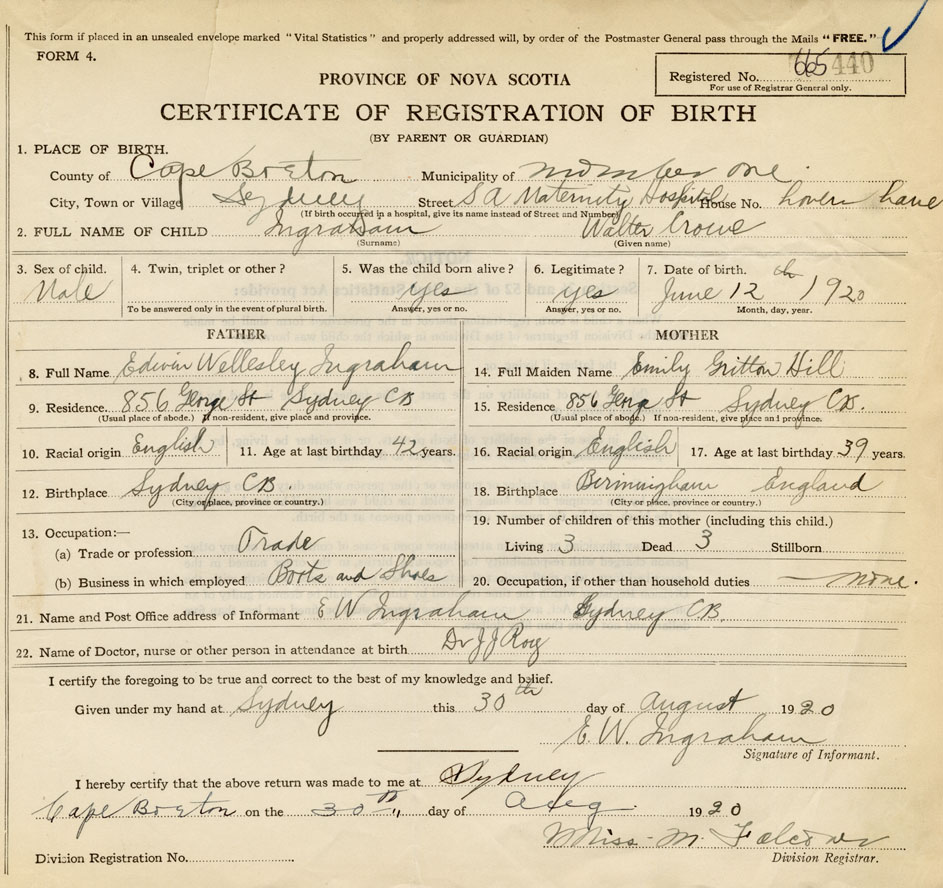 This form if placed in an unsealed envelope marked "Vital Statistics" and properly addressed will, by order of the Postmaster General pass through the Mails "FREE."
FORM 4.
Registered No. 665 440
For use of Registrar General only.
PROVINCE OF NOVA SCOTIA
CERTIFICATE OF REGISTRATION OF BIRTH
(BY PARENT OR GUARDIAN)
1. PLACE OF BIRTH.
County of Cape Breton Municipality of number one
City, Town or Village Sydney Street S A Maternity Hospital House No.
(If birth occurred in a hospital, give its name instead of Street and Number)
2. FULL NAME OF CHILD Ingraham Walter Crowe
(Surname) (Given name)
3. Sex of child. 4. Twin, triplet or other? 5. Was the child born alive? 6. Legitimate? 7. Date of birth.
Male yes yes June 12th 1920
To be answered only in the event of plural birth. Answer, yes or no. Answer, yes or no. Month, day, year.
FATHER MOTHER
8. Full Name Edwin Wellesley Ingraham 14. Full Maiden Name Emily Gritton Hill
9. Residence. 856 George St Sydney CB 15. Residence 856 George St Sydney CB.
(Usual place of abode.) If non-resident, give place and province. (Usual place of abode.) If non-resident, give place and province.
10. Racial origin English 11. Age at last birthday 42 years. 16. Racial origin English 17. Age at last birthday 39 years.
12. Birthplace Sydney CB. 18. Birthplace Birmingham England
(City or place, province or country.) (City or place, province or country.)
13. Occupation:— 19. Number of children of this mother (including this child.)
(a) Trade or profession Trade Living 3 Dead 3 Stillborn
(b) Business in which employed Boots and Shoes 20. Occupation, if other than household duties none.
21. Name and Post Office address of Informant E W Ingraham Sydney CB.
22. Name of Doctor, nurse or other person in attendance at birth Dr J J Roy
I certify the foregoing to be true and correct to the best of my knowledge and belief.
Given under my hand at Sydney this 30th day of August 1920
E. W. Ingraham
Signature of Informant.
I hereby certify that the above return was made to me at Sydney
Cape Breton on the 30th day of Aug. 1920
Miss M.
Division Registration No. Division Registrar.